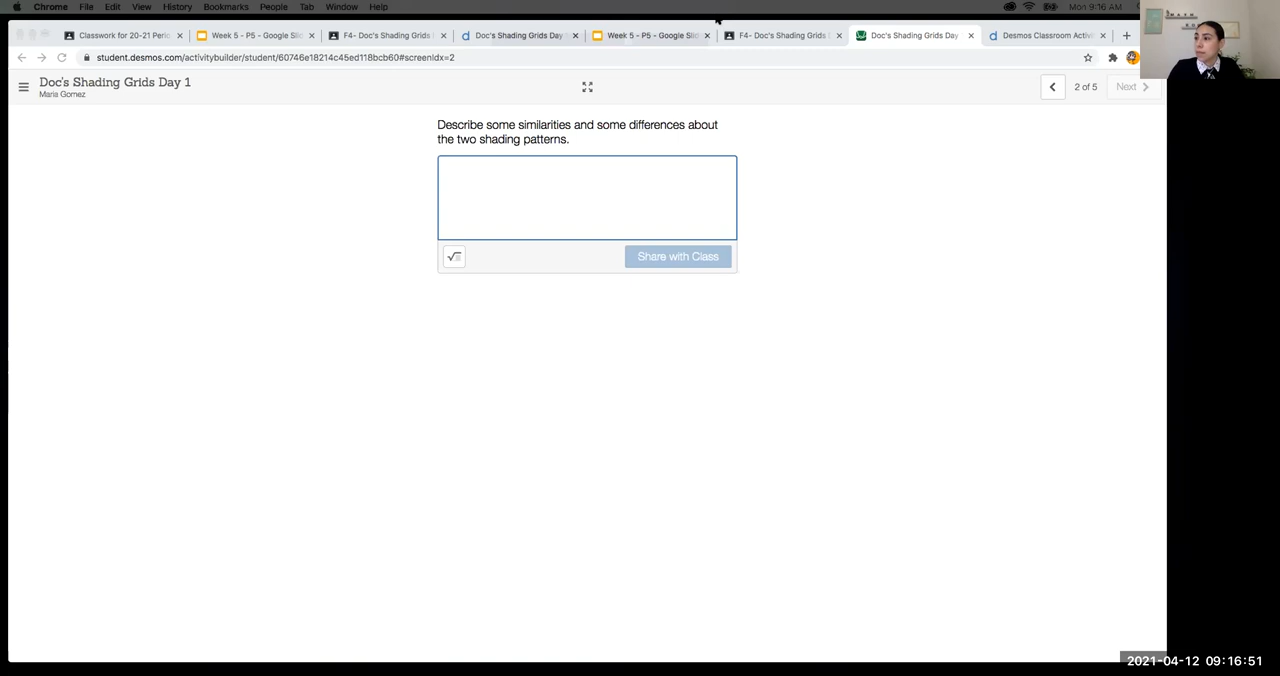 Chrome File Edit View History Bookmarks People Tab Window Help Mon 9:16 AM
Classwork for 20-21 Perio Week 5 - P5 - Google Slid F4- Doc's Shading Grids Doc's Shading Grids Day Week 5 - P5 - Google Slid F4- Doc's Shading Grids Doc's Shading Grids Day Desmos Classroom Activi
student.desmos.com/activitybuilder/student/60746e18214c45ed118bcb60#screenIdx=2
Doc's Shading Grids Day 1
Maria Gomez
2 of 5 Next
Describe some similarities and some differences about
the two shading patterns.
Share with Class
2021-04-12 09:16:51